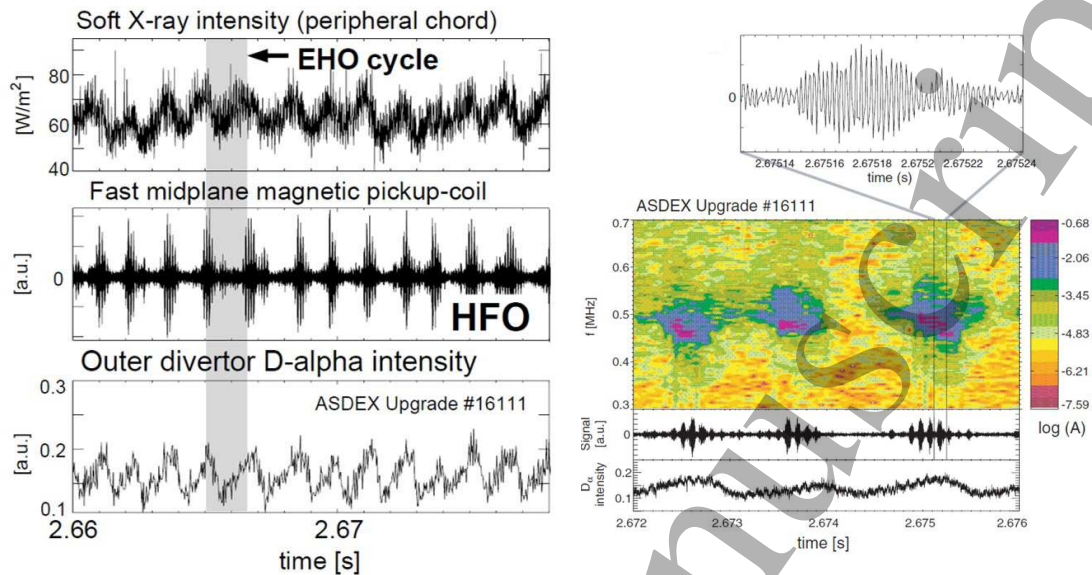 Soft X-ray intensity (peripheral chord)
EHO cycle
80
60
40
[W/m²]
Fast midplane magnetic pickup-coil
0
[a.u.]
HFO
Outer divertor D-alpha intensity
ASDEX Upgrade #16111
0.3
0.2
0.1
[a.u.]
2.66
2.67
time [s]
0
2.67514
2.67516
2.67518
2.6752
2.67522
2.67524
time (s)
ASDEX Upgrade #16111
0.7
0.6
0.5
0.4
0.3
f [MHz]
-0.68
-2.06
-3.45
-4.83
-6.21
-7.59
log (A)
Signal
[a.u.]
0
Dα
intensity
0.2
0.1
2.672
2.673
2.674
2.675
2.676
time [s]